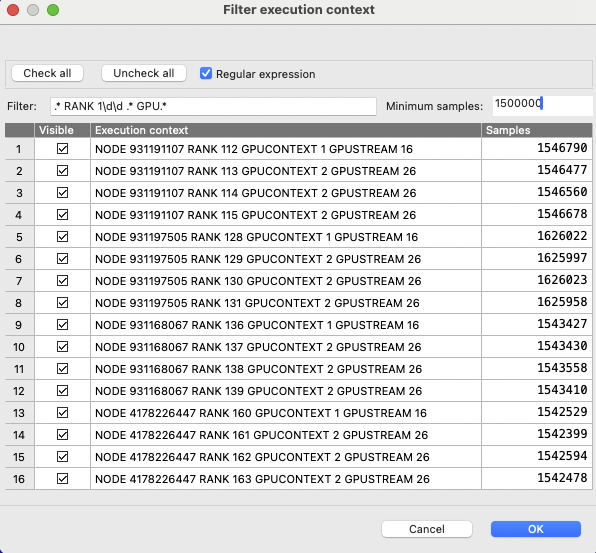 Filter execution context
Check all Uncheck all Regular expression
Filter: .* RANK 1\d\d .* GPU.* Minimum samples: 1500000
Visible Execution context Samples
1 NODE 931191107 RANK 112 GPUCONTEXT 1 GPUSTREAM 16 1546790
2 NODE 931191107 RANK 113 GPUCONTEXT 2 GPUSTREAM 26 1546477
3 NODE 931191107 RANK 114 GPUCONTEXT 2 GPUSTREAM 26 1546560
4 NODE 931191107 RANK 115 GPUCONTEXT 2 GPUSTREAM 26 1546678
5 NODE 931197505 RANK 128 GPUCONTEXT 1 GPUSTREAM 16 1626022
6 NODE 931197505 RANK 129 GPUCONTEXT 2 GPUSTREAM 26 1625997
7 NODE 931197505 RANK 130 GPUCONTEXT 2 GPUSTREAM 26 1626023
8 NODE 931197505 RANK 131 GPUCONTEXT 2 GPUSTREAM 26 1625958
9 NODE 931168067 RANK 136 GPUCONTEXT 1 GPUSTREAM 16 1543427
10 NODE 931168067 RANK 137 GPUCONTEXT 2 GPUSTREAM 26 1543430
11 NODE 931168067 RANK 138 GPUCONTEXT 2 GPUSTREAM 26 1543558
12 NODE 931168067 RANK 139 GPUCONTEXT 2 GPUSTREAM 26 1543410
13 NODE 4178226447 RANK 160 GPUCONTEXT 1 GPUSTREAM 16 1542529
14 NODE 4178226447 RANK 161 GPUCONTEXT 2 GPUSTREAM 26 1542399
15 NODE 4178226447 RANK 162 GPUCONTEXT 2 GPUSTREAM 26 1542594
16 NODE 4178226447 RANK 163 GPUCONTEXT 2 GPUSTREAM 26 1542478
Cancel OK